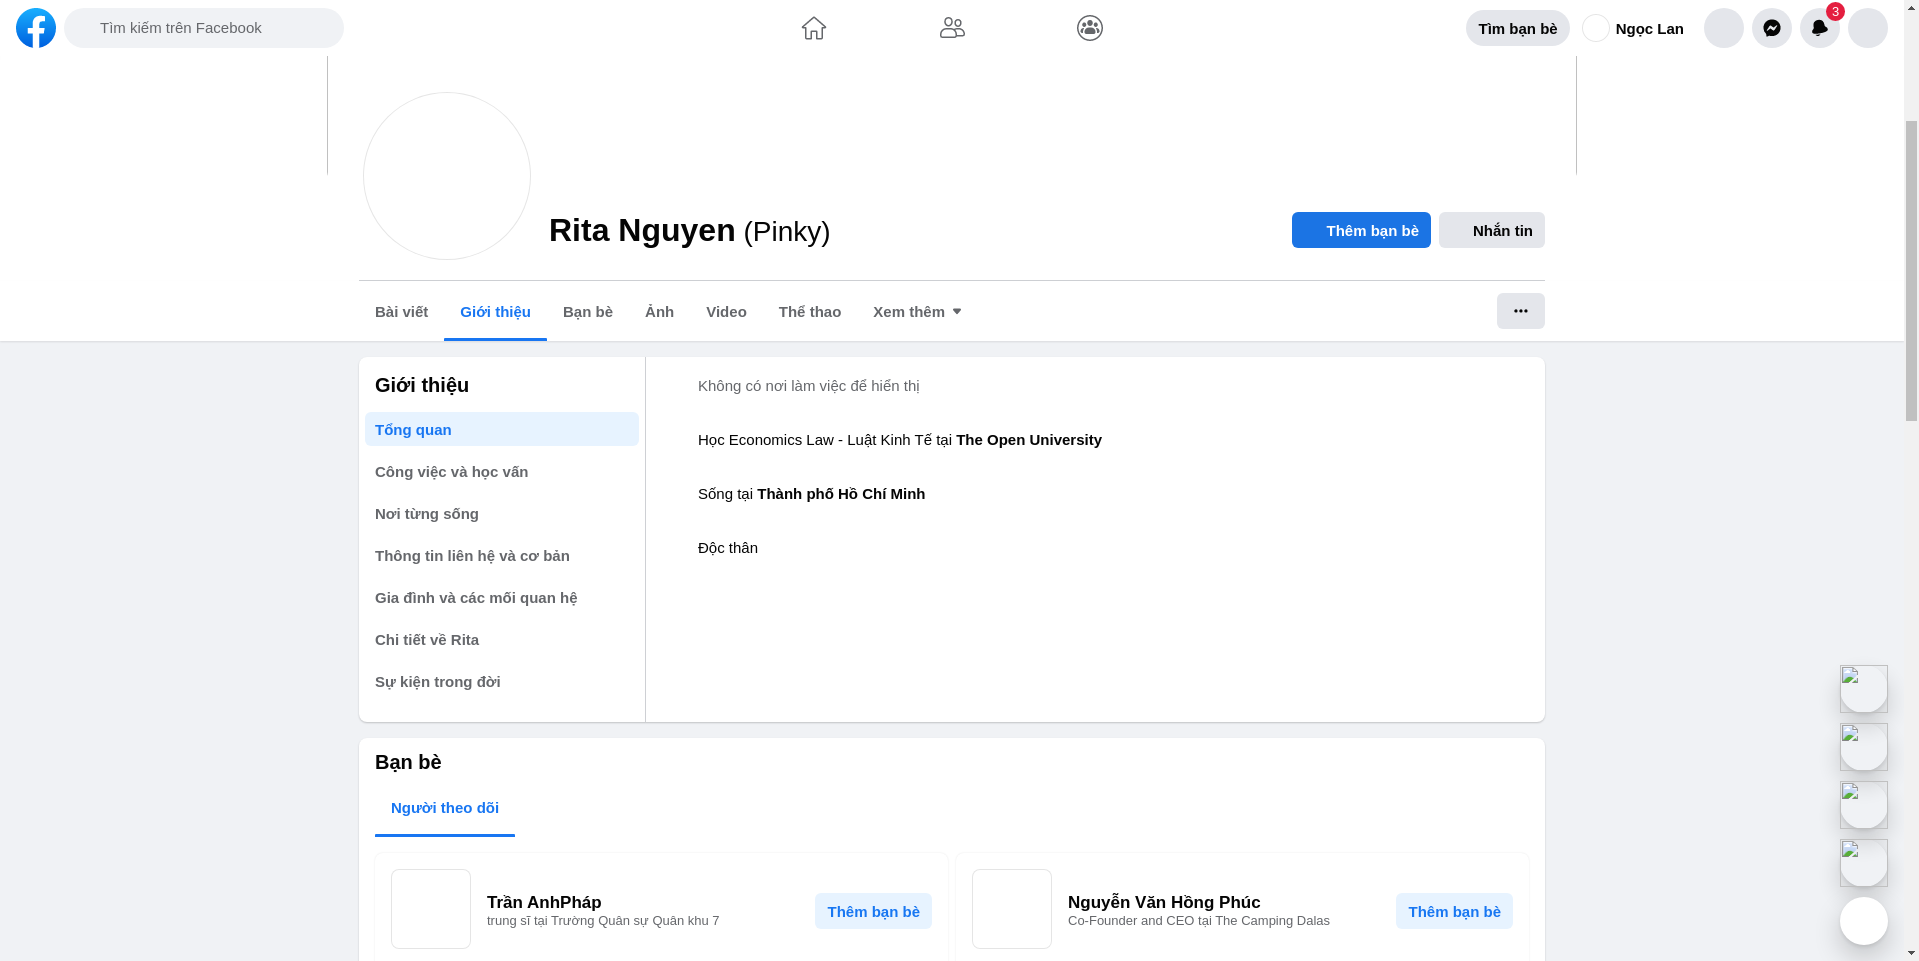 Tìm kiếm trên Facebook
Tìm bạn bè
Ngọc Lan
3
Rita Nguyen (Pinky)
Thêm bạn bè
Nhắn tin
Bài viết
Giới thiệu
Bạn bè
Ảnh
Video
Thể thao
Xem thêm
Giới thiệu
Tổng quan
Công việc và học vấn
Nơi từng sống
Thông tin liên hệ và cơ bản
Gia đình và các mối quan hệ
Chi tiết về Rita
Sự kiện trong đời
Không có nơi làm việc để hiển thị
Học Economics Law - Luật Kinh Tế tại The Open University
Sống tại Thành phố Hồ Chí Minh
Độc thân
Bạn bè
Người theo dõi
Trần AnhPháp
trung sĩ tại Trường Quân sự Quân khu 7
Thêm bạn bè
Nguyễn Văn Hồng Phúc
Co-Founder and CEO tại The Camping Dalas
Thêm bạn bè